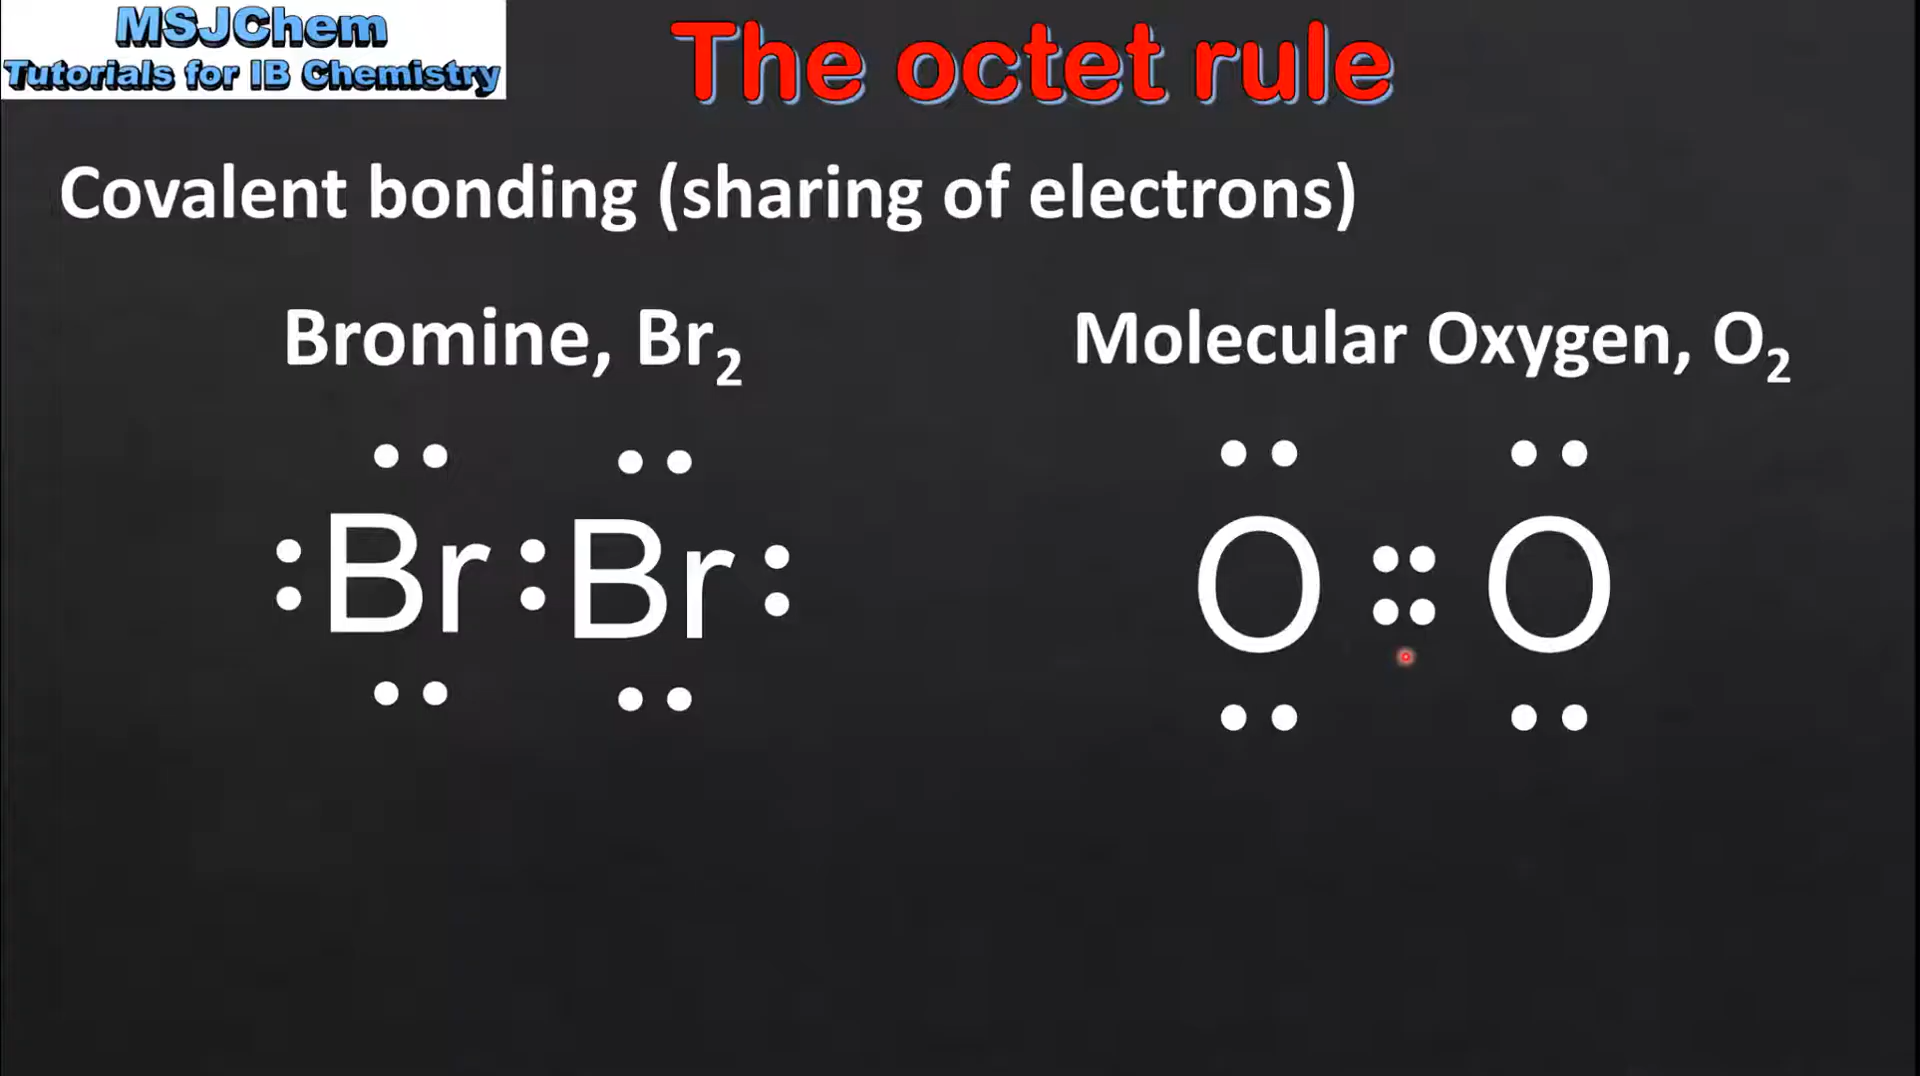 MSJChem
Tutorials for IB Chemistry
The octet rule
Covalent bonding (sharing of electrons)
Bromine, Br₂
Molecular Oxygen, O₂
Br Br
O O